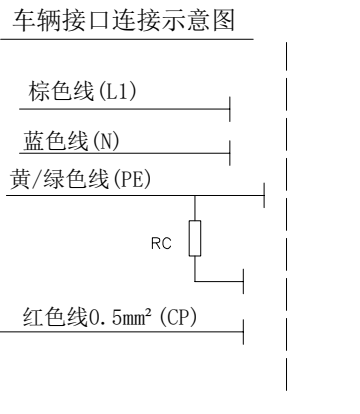 车辆接口连接示意图
棕色线(L1)
蓝色线(N)
黄/绿色线(PE)
RC
红色线0.5mm²(CP)